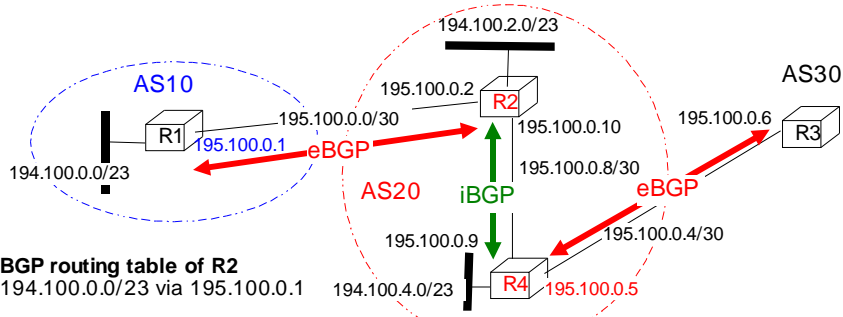 194.100.2.0/23
AS10
AS30
195.100.0.2
R2
195.100.0.6
195.100.0.0/30
R1
195.100.0.1
195.100.0.10
R3
eBGP
194.100.0.0/23
195.100.0.8/30
AS20
iBGP
eBGP
195.100.0.9
195.100.0.4/30
BGP routing table of R2
194.100.0.0/23 via 195.100.0.1
194.100.4.0/23
R4
195.100.0.5